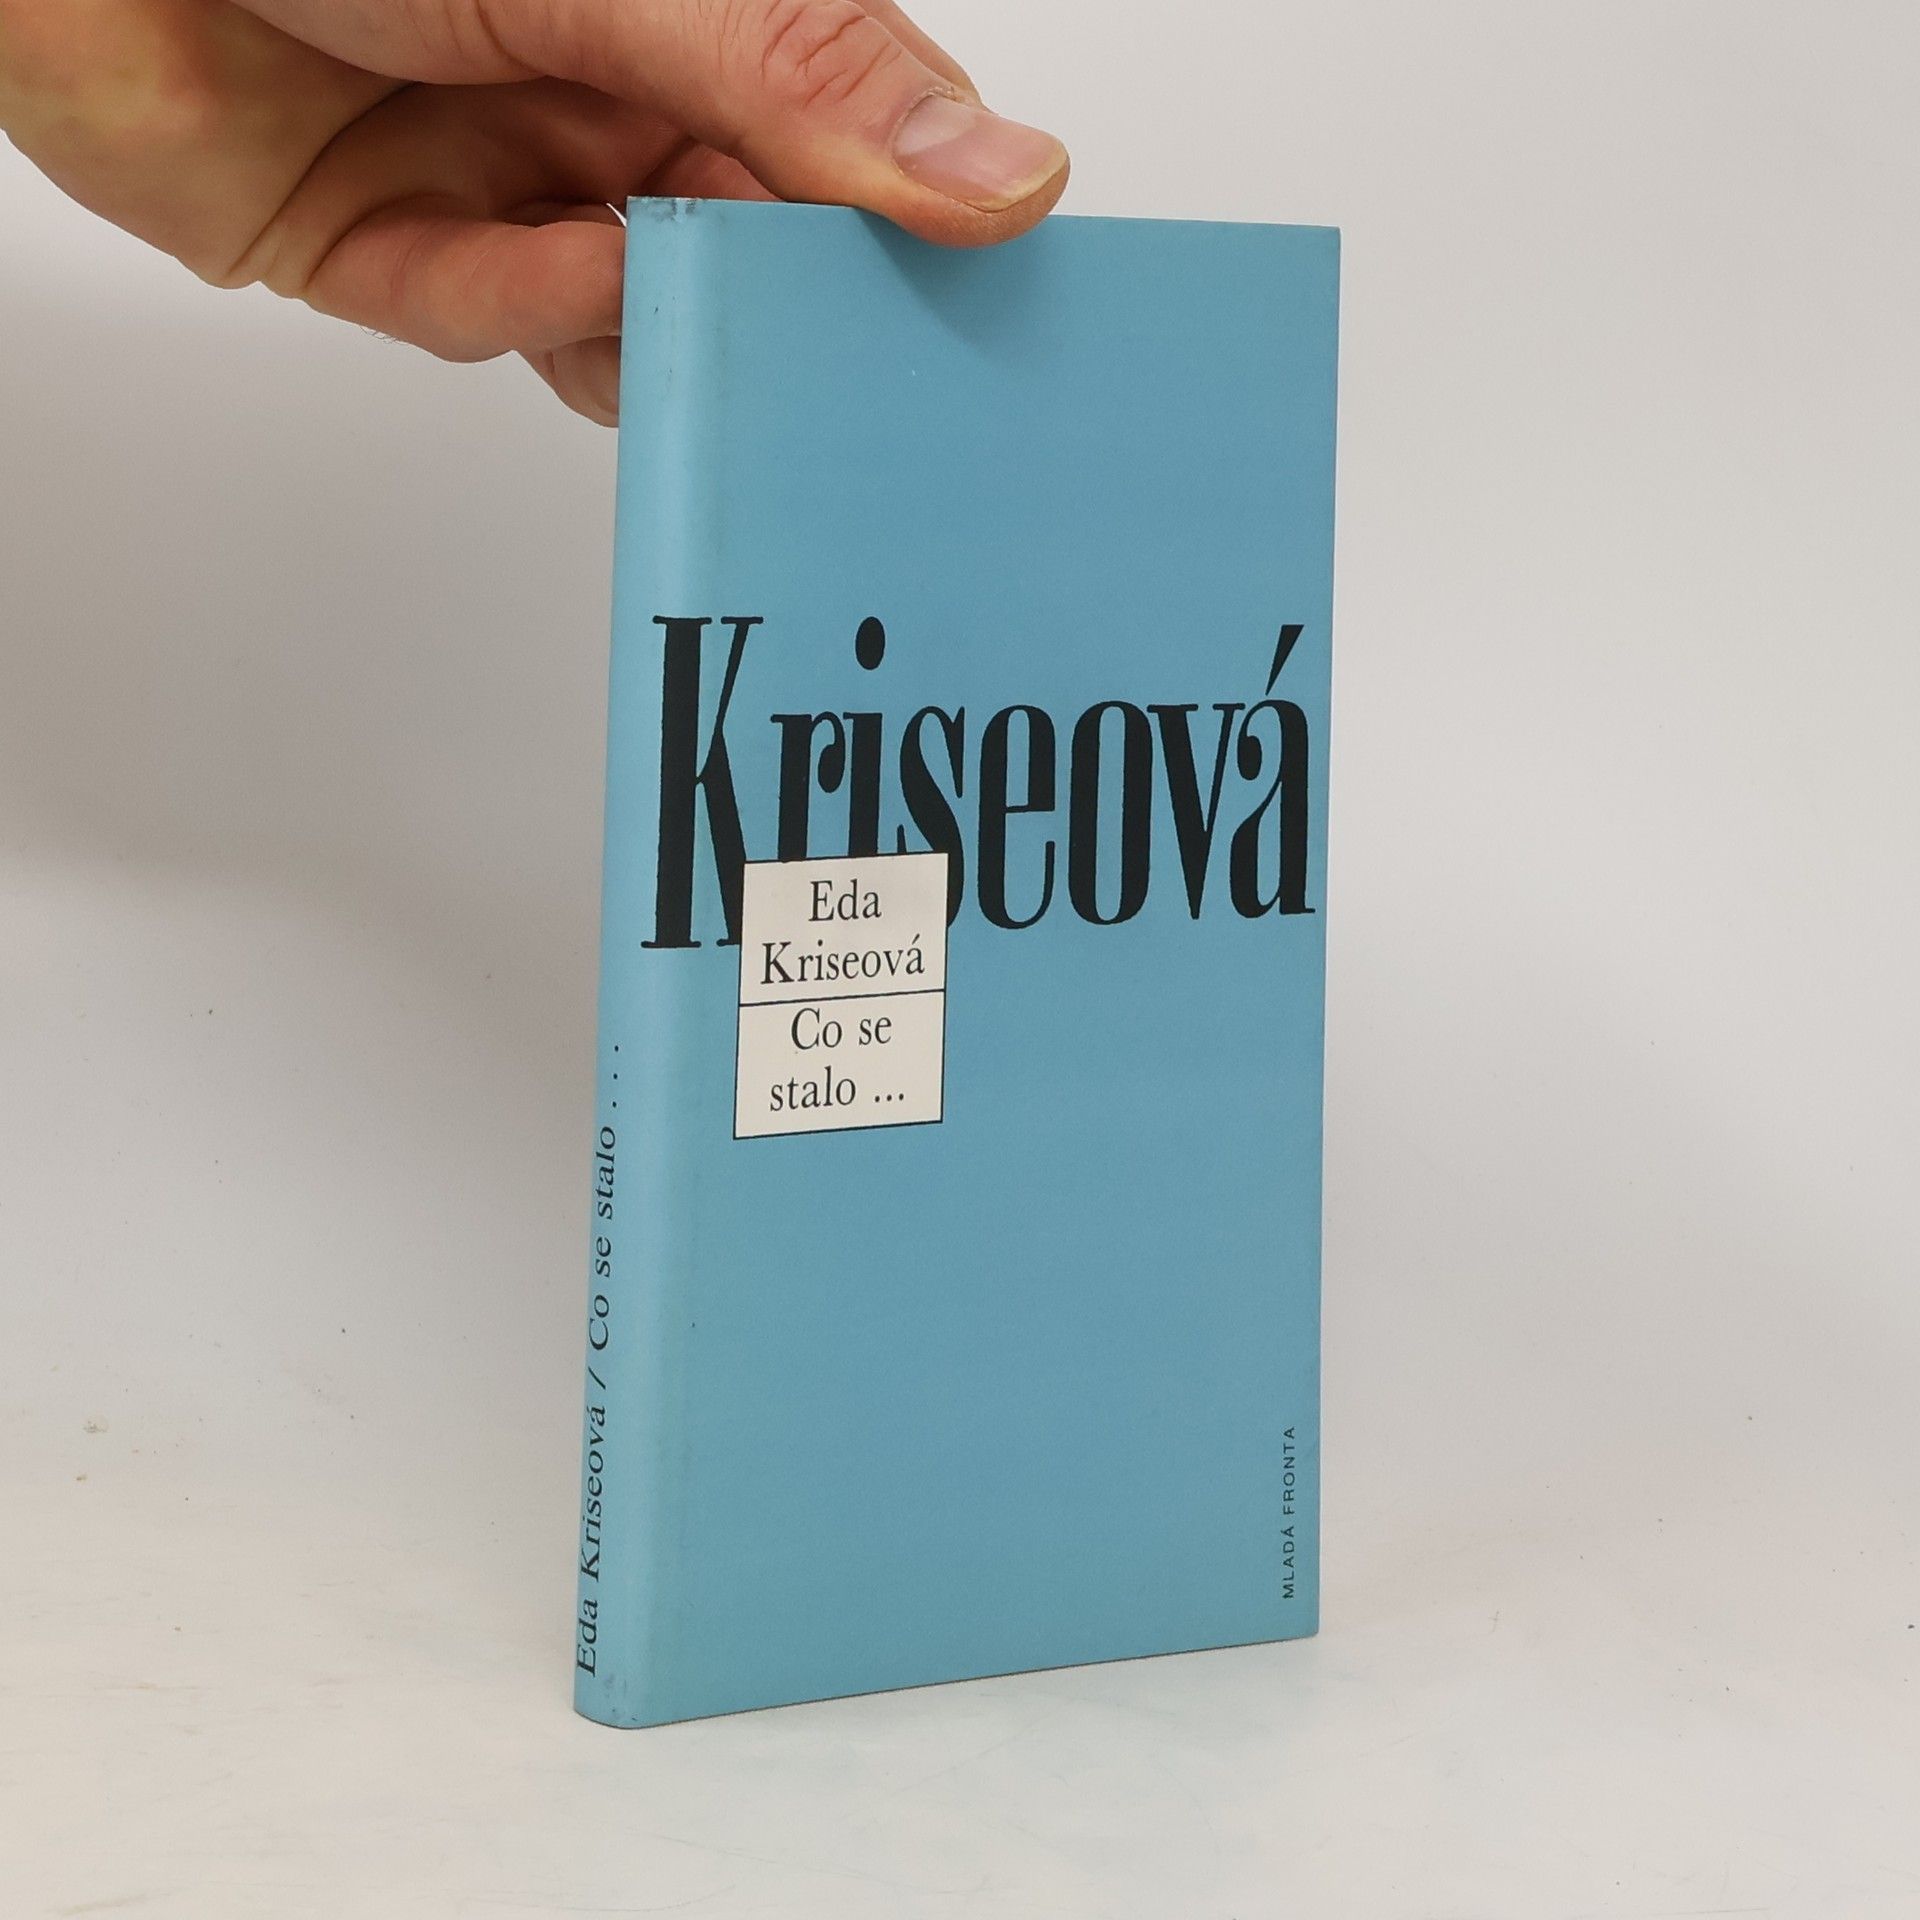 Kriseová
Eda
Kriseová
Co se
stalo ...
Eda Kriseová / Co se stalo . . .
MLADÁ FRONTA